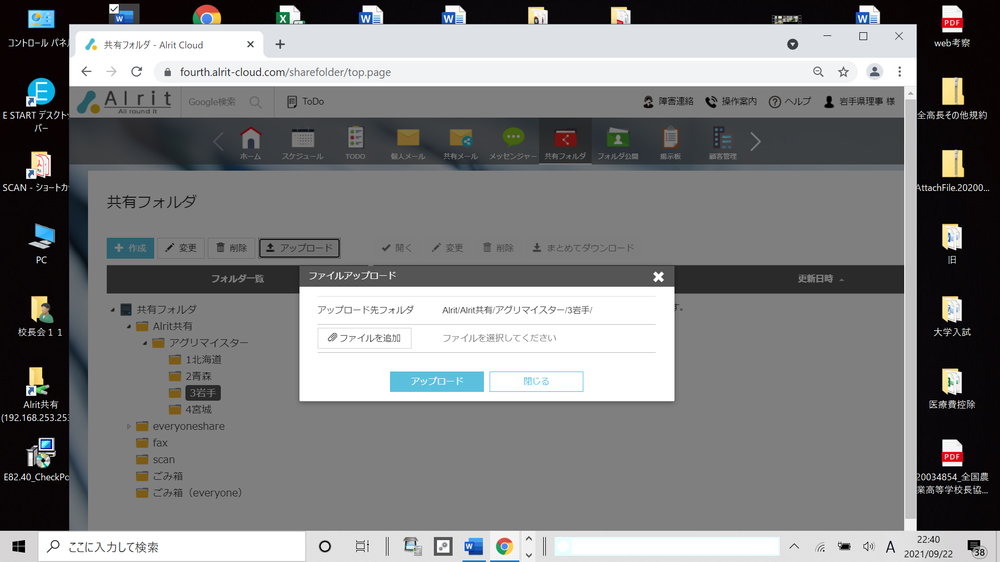 コントロール パネル
web考察
E START デスクトップバー
全高長その他規約
SCAN - ショートカッ
AttachFile.20200...
PC
旧
校長会１１
大学入試
Alrit共有
(192.168.253.253
医療費控除
E82.40_CheckPo
20034854_全国農業高等学校長協...
共有フォルダ - Alrit Cloud
fourth.alrit-cloud.com/sharefolder/top.page
Alrit
All round It
Google検索
ToDo
障害連絡
操作案内
ヘルプ
岩手県理事 様
ホーム
スケジュール
TODO
個人メール
共有メール
メッセンジャー
共有フォルダ
フォルダ公開
掲示板
顧客管理
共有フォルダ
作成
変更
削除
アップロード
開く
変更
削除
まとめてダウンロード
フォルダ一覧
更新日時
ファイルアップロード
アップロード先フォルダ
Alrit/Alrit共有/アグリマイスター/3岩手/
す。
ファイルを追加
ファイルを選択してください
アップロード
閉じる
共有フォルダ
Alrit共有
アグリマイスター
1北海道
2青森
3岩手
4宮城
everyoneshare
fax
scan
ごみ箱
ごみ箱（everyone）
ここに入力して検索
A
22:40
2021/09/22
38